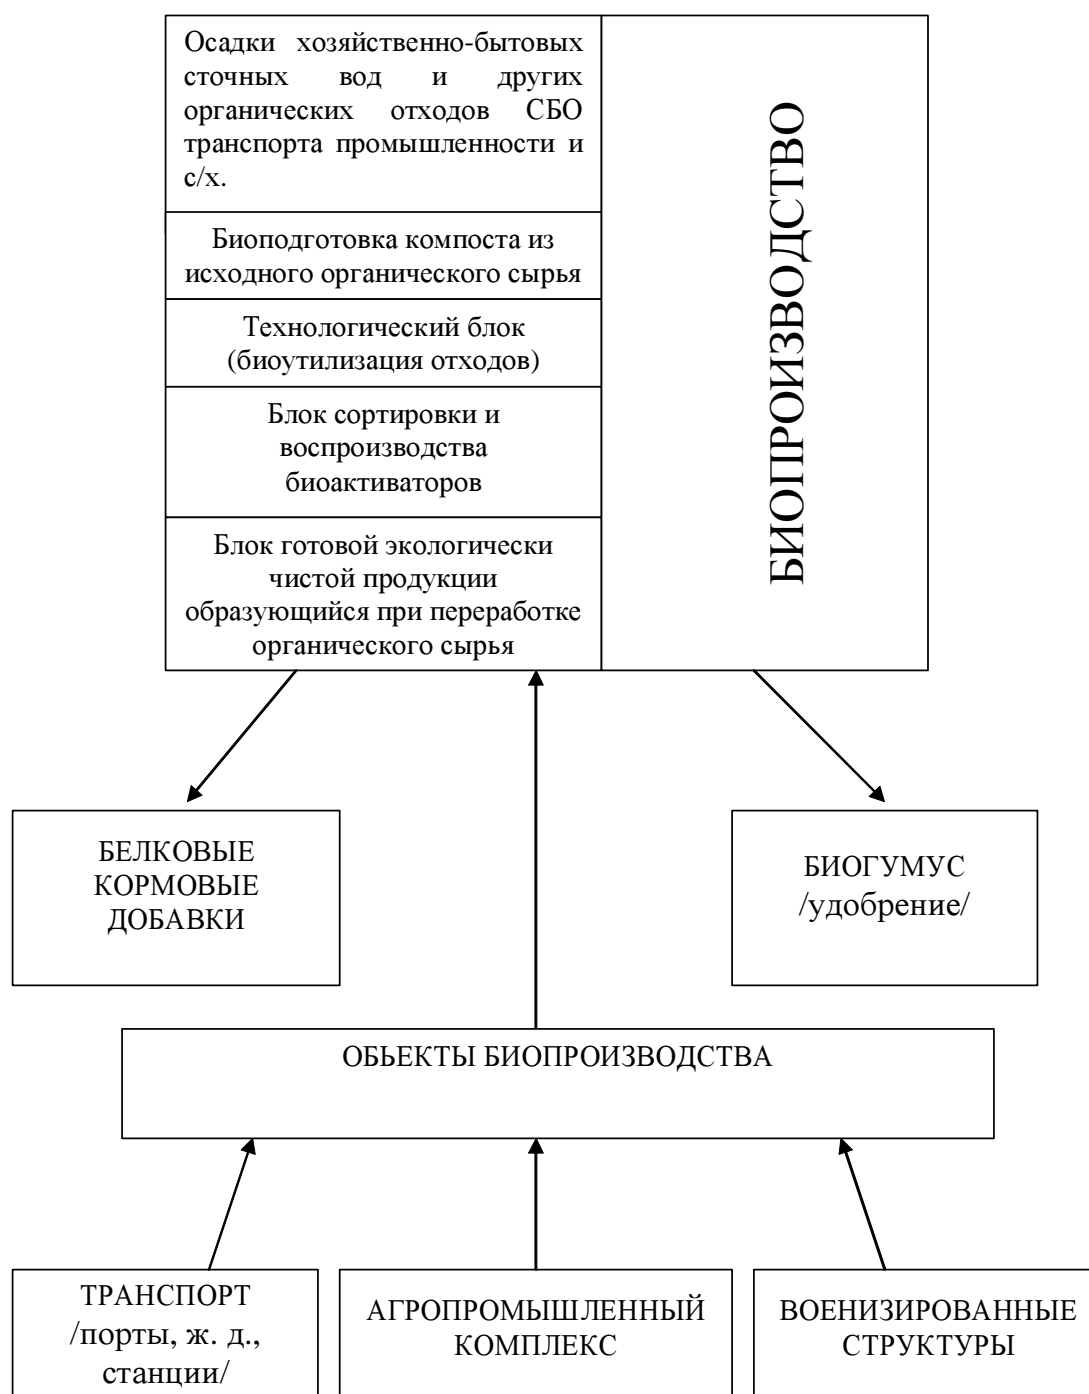 Осадки хозяйственно-бытовых
сточных вод и других
органических отходов СБО
транспорта промышленности и
с/х.
Биоподготовка компоста из
исходного органического сырья
Технологический блок
(биоутилизация отходов)
Блок сортировки и
воспроизводства
биоактиваторов
Блок готовой экологически
чистой продукции
образующийся при переработке
органического сырья
БИОПРОИЗВОДСТВО
БЕЛКОВЫЕ
КОРМОВЫЕ
ДОБАВКИ
БИОГУМУС
/удобрение/
ОБЬЕКТЫ БИОПРОИЗВОДСТВА
ТРАНСПОРТ
/порты, ж. д.,
станции/
АГРОПРОМЫШЛЕННЫЙ
КОМПЛЕКС
ВОЕНИЗИРОВАННЫЕ
СТРУКТУРЫ